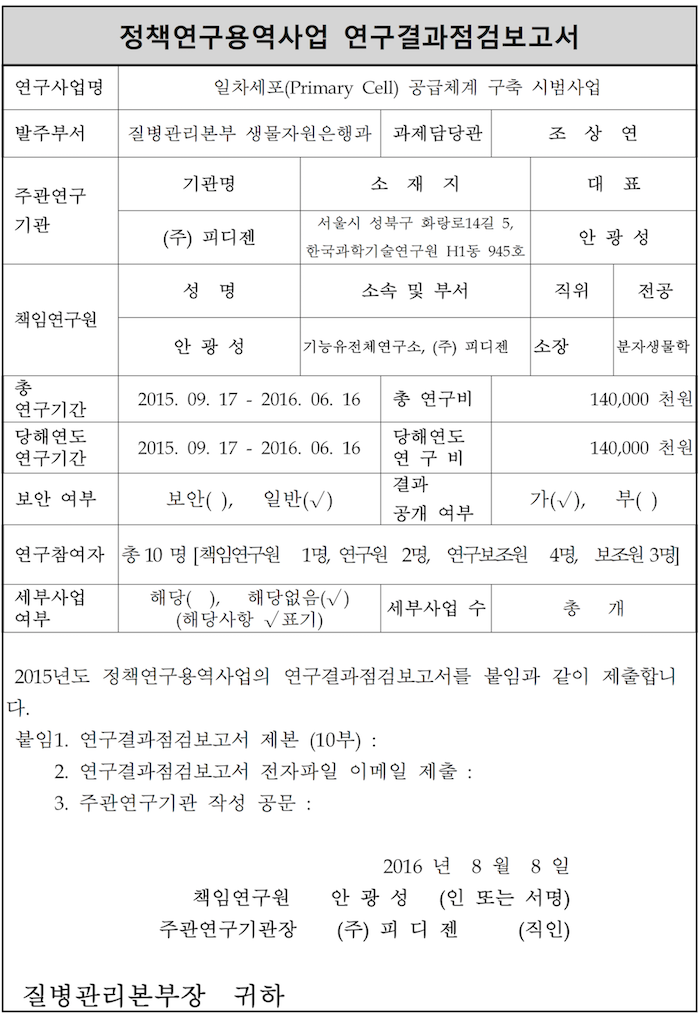 정책연구용역사업 연구결과점검보고서
연구사업명 일차세포(Primary Cell) 공급체계 구축 시범사업
발주부서 질병관리본부 생물자원은행과 과제담당관 조 상 연
주관연구
기관
기관명 소 재 지 대 표
(주) 피디젠
서울시 성북구 화랑로14길 5,
한국과학기술연구원 H1동 945호
안 광 성
책임연구원
성 명 소속 및 부서 직위 전공
안 광 성 기능유전체연구소, (주) 피디젠 소장 분자생물학
총
연구기간
2015. 09. 17 - 2016. 06. 16 총 연구비 140,000 천원
당해연도
연구기간
2015. 09. 17 - 2016. 06. 16
당해연도
연 구 비
140,000 천원
보안 여부 보안( ), 일반(√)
결과
공개 여부
가(√), 부( )
연구참여자 총 10 명 [책임연구원 1명, 연구원 2명, 연구보조원 4명, 보조원 3명]
세부사업
여부
해당( ), 해당없음(√)
(해당사항 √표기)
세부사업 수 총 개
2015년도 정책연구용역사업의 연구결과점검보고서를 붙임과 같이 제출합니
다.
붙임1. 연구결과점검보고서 제본 (10부) :
2. 연구결과점검보고서 전자파일 이메일 제출 :
3. 주관연구기관 작성 공문 :
2016 년 8 월 8 일
책임연구원 안 광 성 (인 또는 서명)
주관연구기관장 (주) 피 디 젠 (직인)
질병관리본부장 귀하